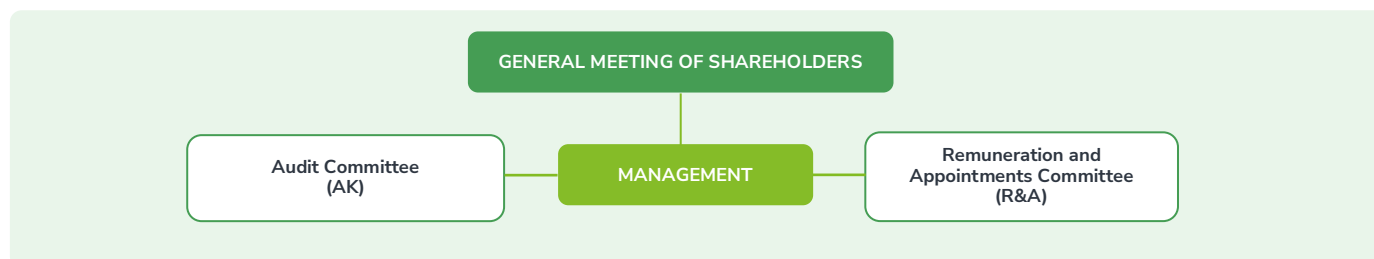 GENERAL MEETING OF SHAREHOLDERS
Audit Committee
(AK)
MANAGEMENT
Remuneration and
Appointments Committee
(R&A)